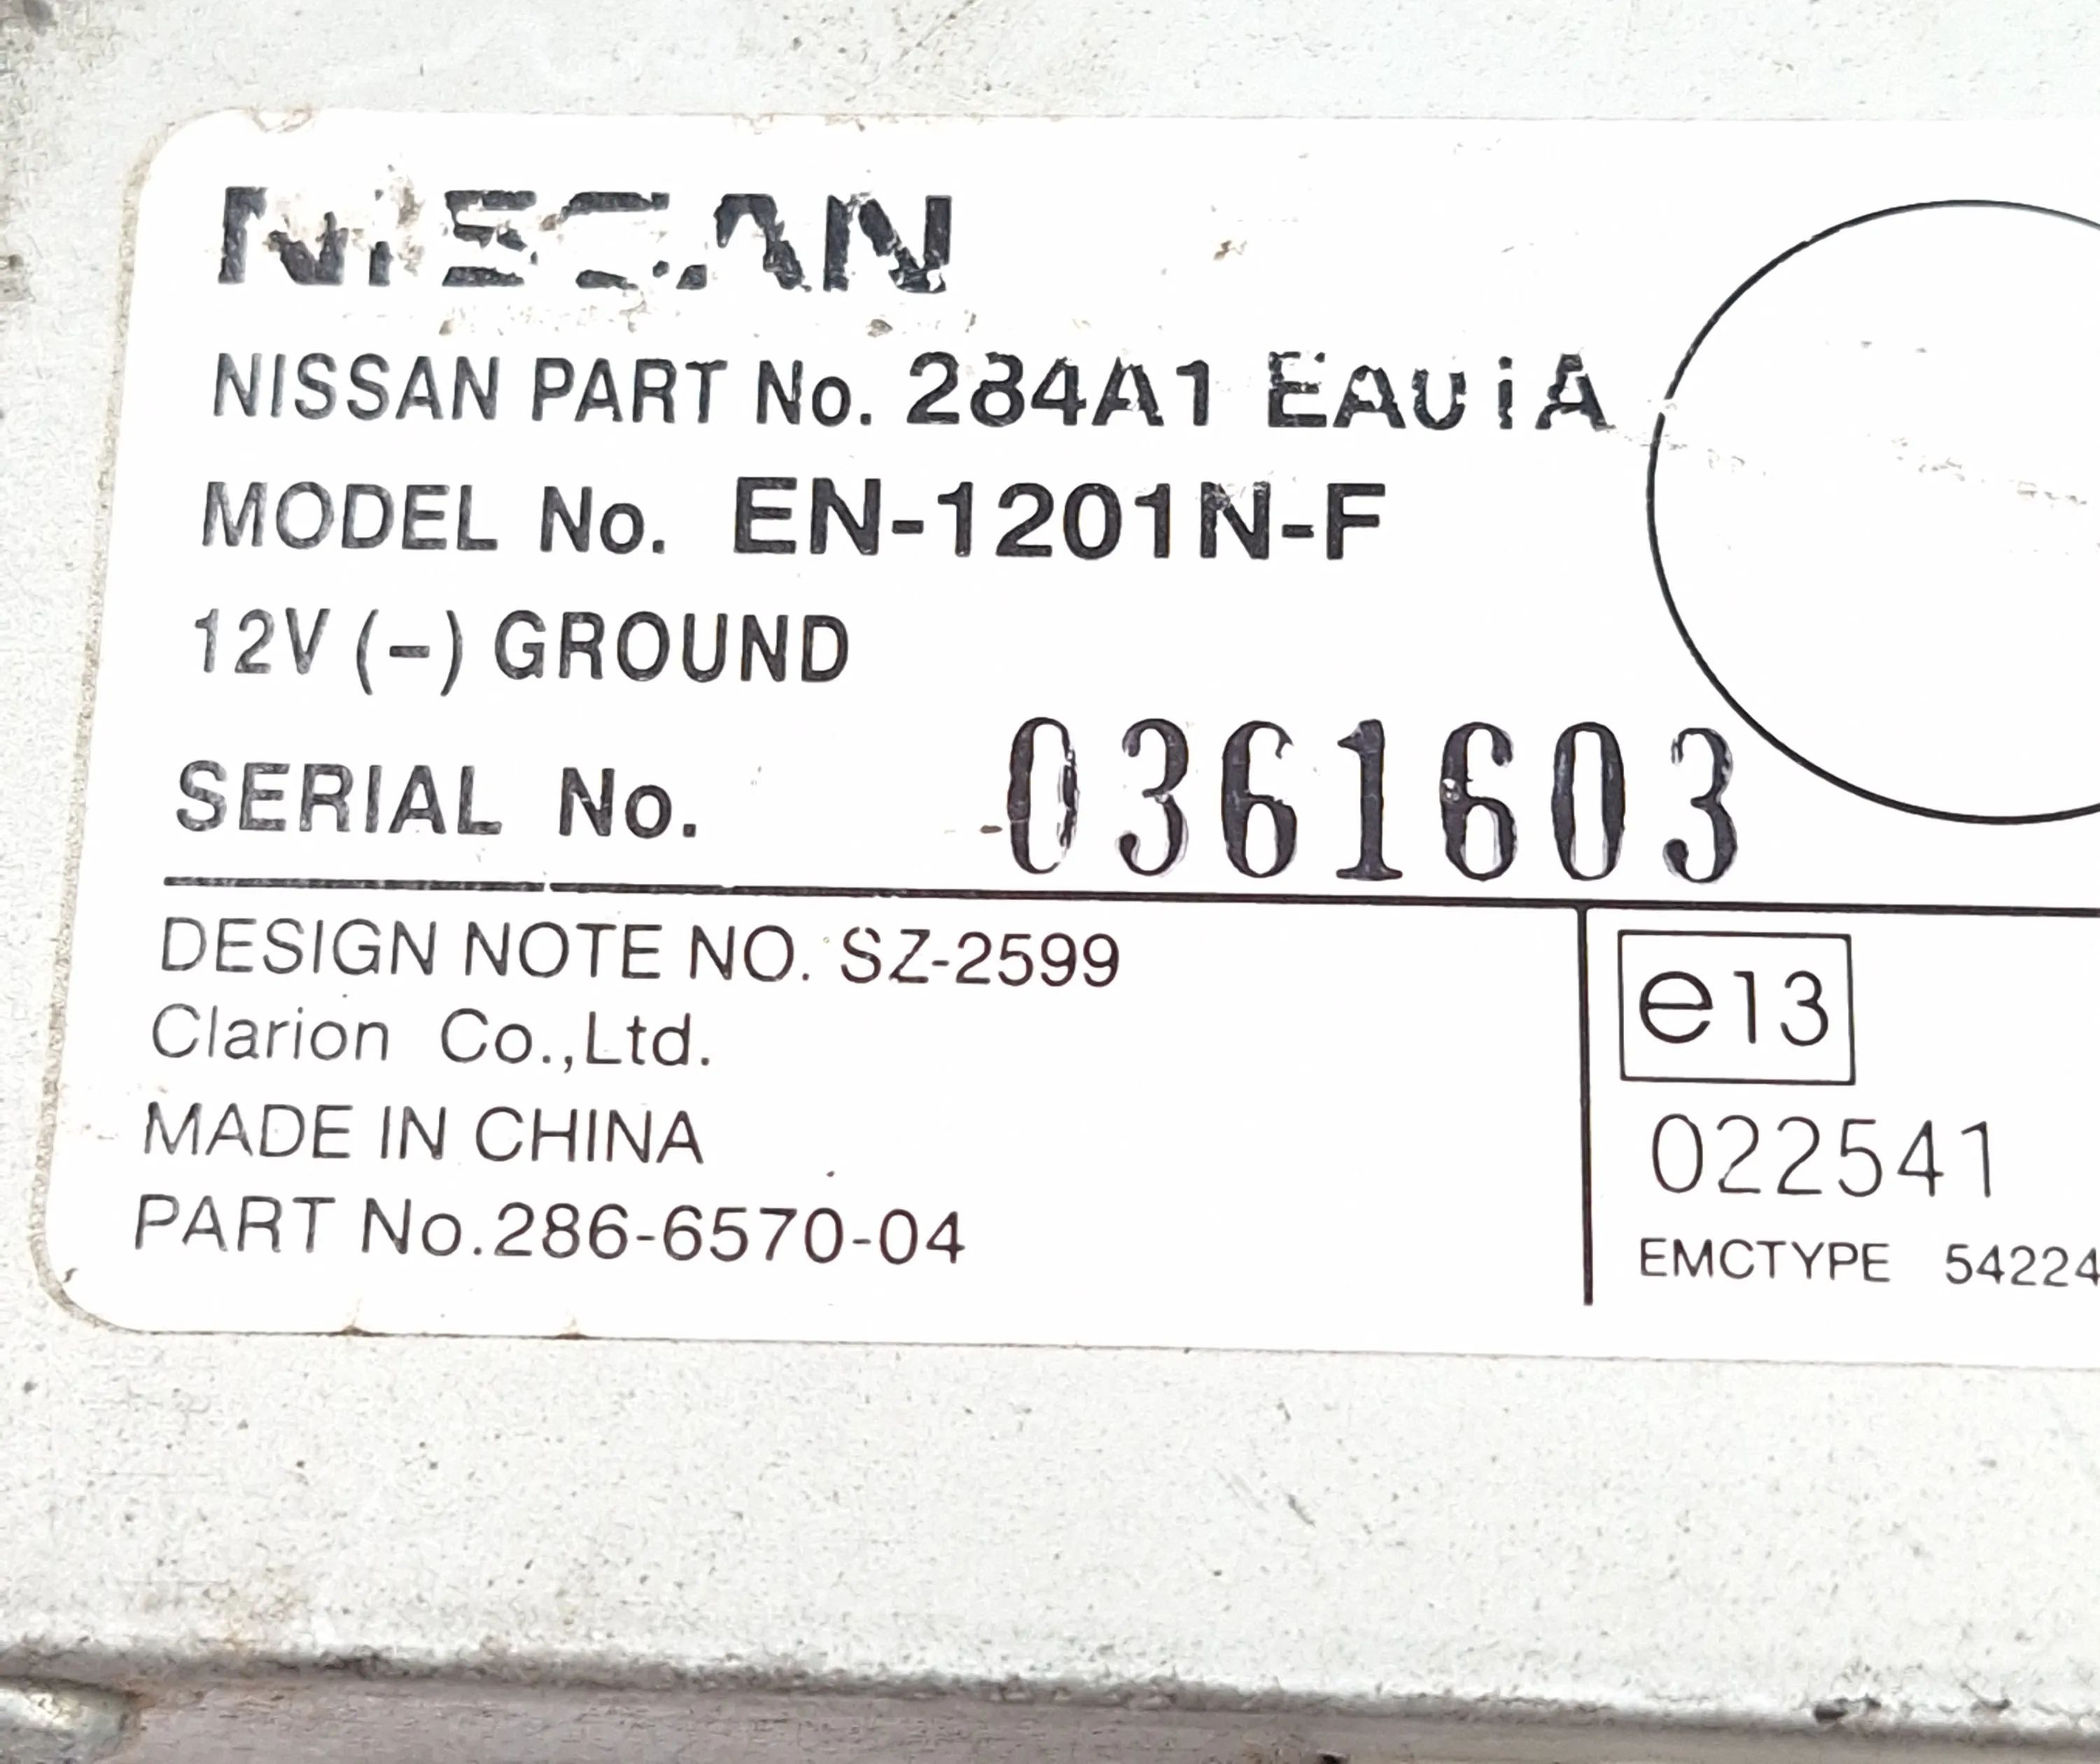 NISSAN
NISSAN PART No. 284A1 EA01A
MODEL No. EN-1201N-F
12V (-) GROUND
SERIAL No. 0361603
DESIGN NOTE NO. SZ-2599
Clarion Co.,Ltd.
MADE IN CHINA
PART No.286-6570-04
e13
022541
EMCTYPE 54224